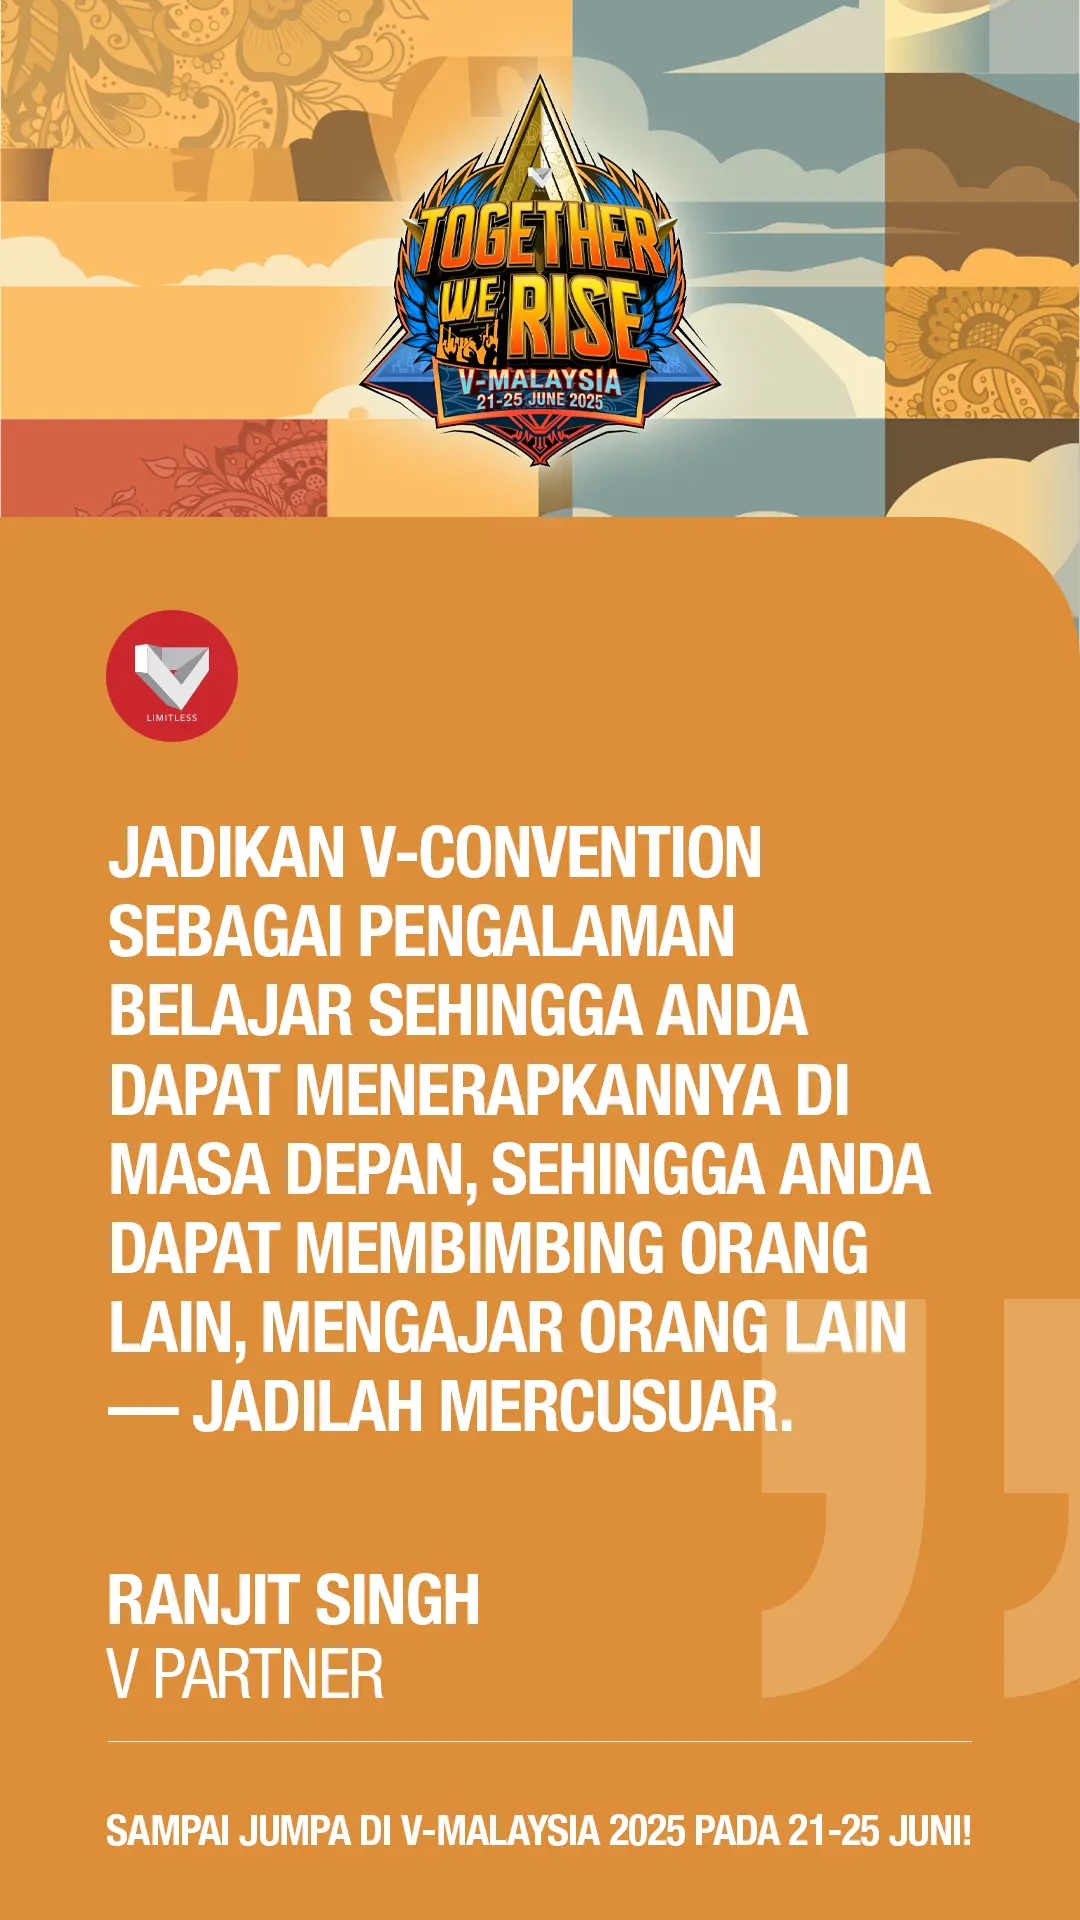 TOGETHER
WE RISE
V-MALAYSIA
21-25 JUNE 2025
LIMITLESS
JADIKAN V-CONVENTION
SEBAGAI PENGALAMAN
BELAJAR SEHINGGA ANDA
DAPAT MENERAPKANNYA DI
MASA DEPAN, SEHINGGA ANDA
DAPAT MEMBIMBING ORANG
LAIN, MENGAJAR ORANG LAIN
— JADILAH MERCUSUAR.
RANJIT SINGH
V PARTNER
SAMPAI JUMPA DI V-MALAYSIA 2025 PADA 21-25 JUNI!